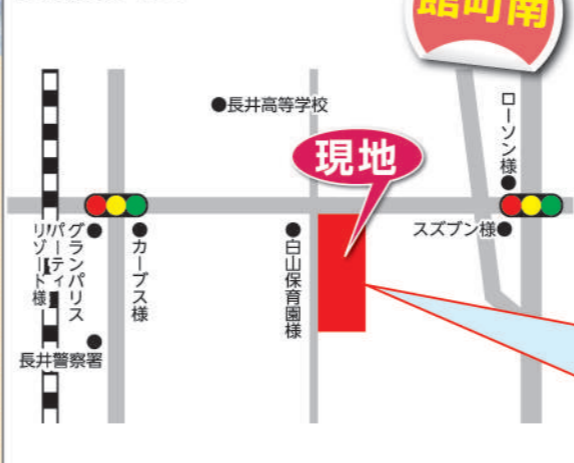 館町南
長井高等学校
ローソン様
現地
スズブン様
グランパリス
パーティ
リゾート様
カーブス様
白山保育園様
長井警察署